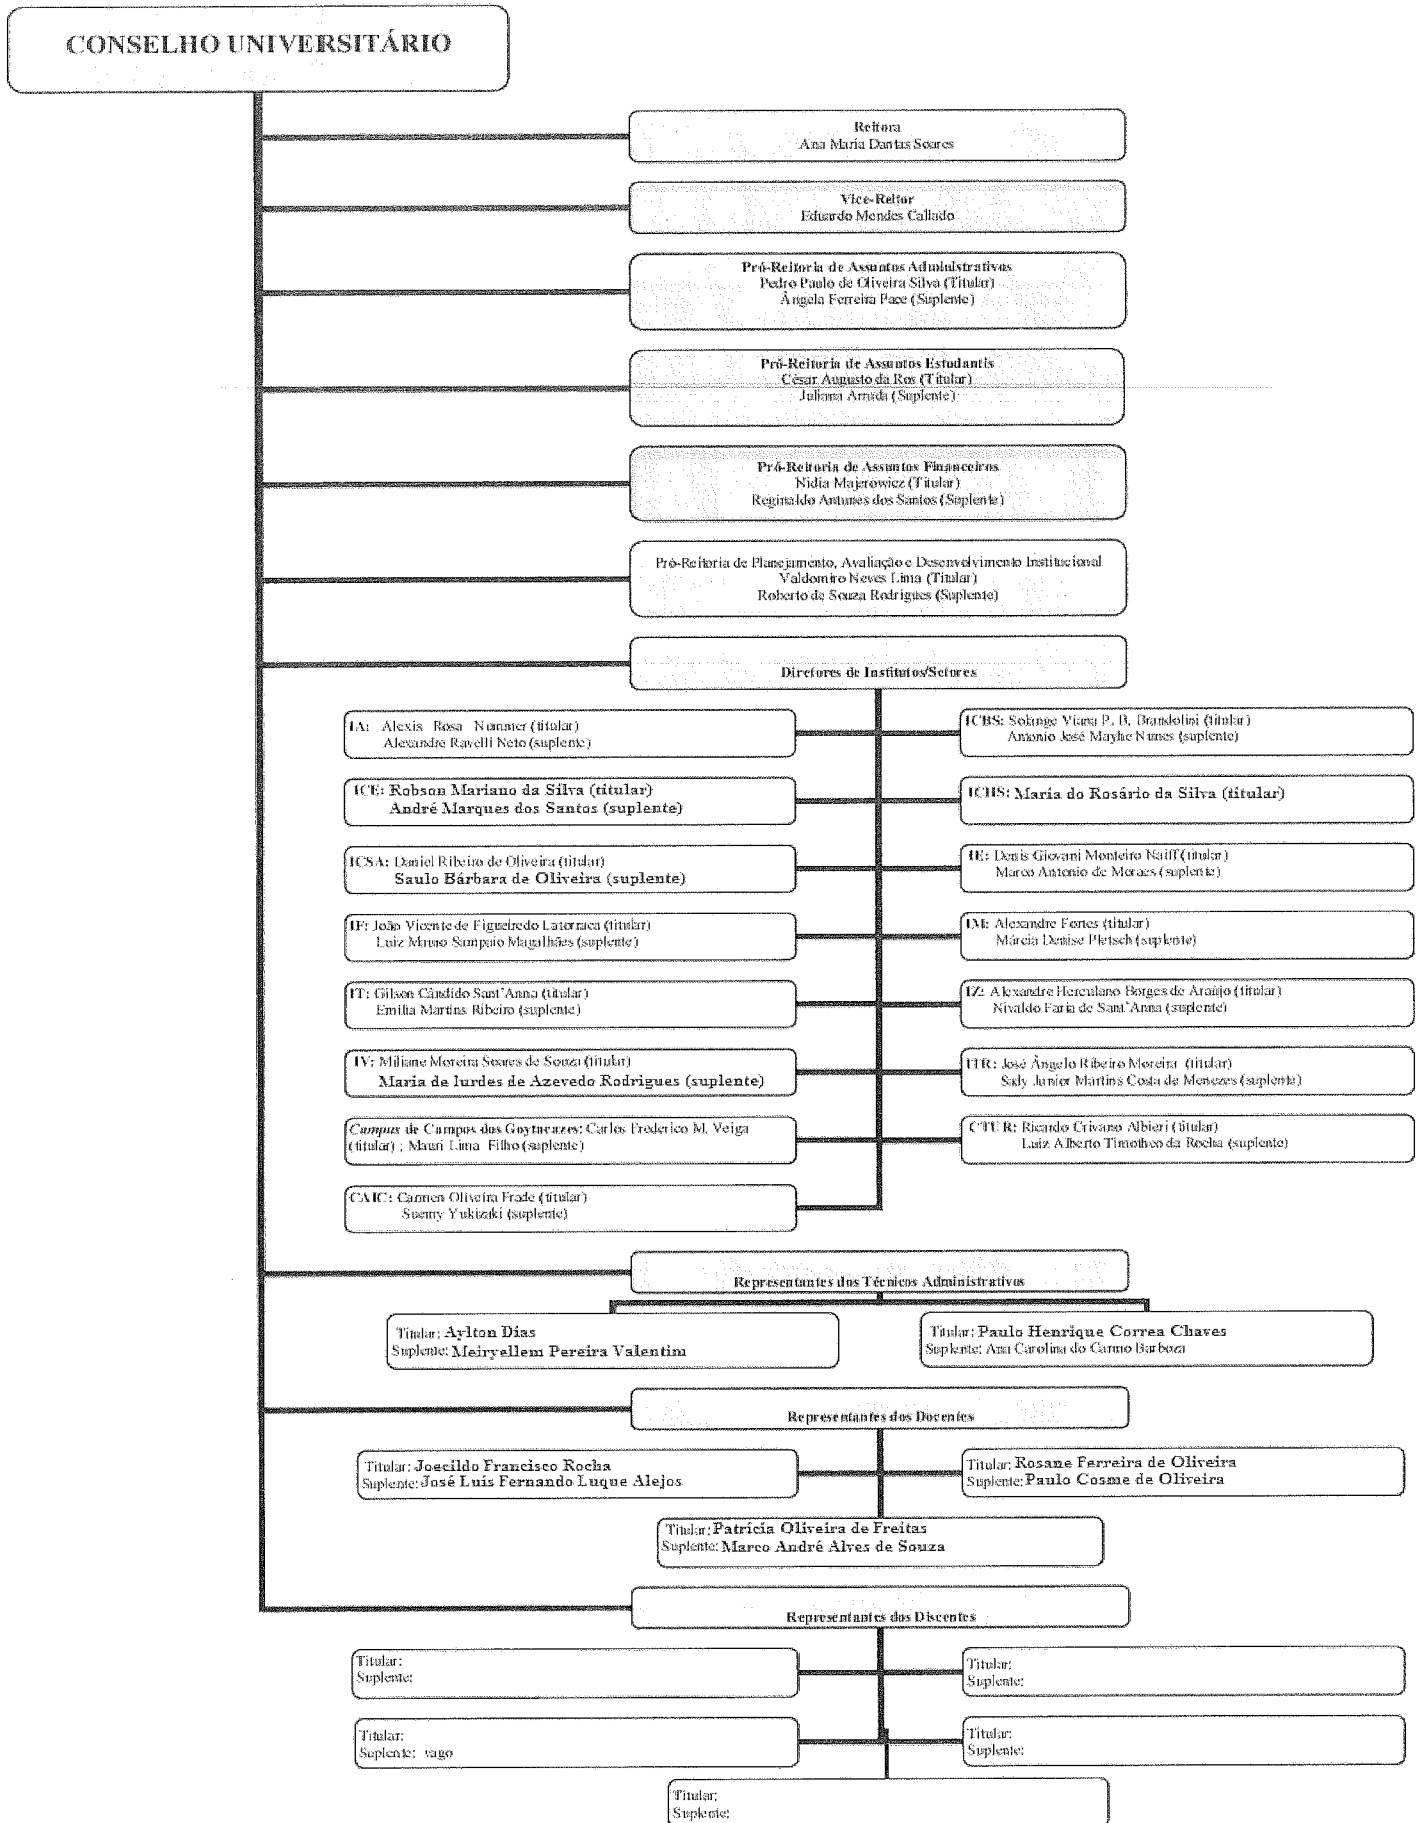 CONSELHO UNIVERSITÁRIO
Reitora
Ana Maria Dantas Soares
Vice-Reitor
Eduardo Mendes Callado
Pró-Reitoria de Assuntos Administrativos
Pedro Paulo de Oliveira Silva (Titular)
Ângela Ferreira Pace (Suplente)
Pró-Reitoria de Assuntos Estudantis
César Augusto da Ros (Titular)
Juliana Arruda (Suplente)
Pró-Reitoria de Assuntos Financeiros
Nidia Majerowicz (Titular)
Reginaldo Antunes dos Santos (Suplente)
Pró-Reitoria de Planejamento, Avaliação e Desenvolvimento Institucional
Valdomiro Neves Lima (Titular)
Roberto de Souza Rodrigues (Suplente)
Diretores de Institutos/Setores
IA: Alexis Rosa Nummer (titular)
Alexandre Ravelli Neto (suplente)
ICBS: Solange Viana P. B. Brandolini (titular)
Antonio José Mayhe Nunes (suplente)
ICE: Robson Mariano da Silva (titular)
André Marques dos Santos (suplente)
ICHS: Maria do Rosário da Silva (titular)
ICSA: Daniel Ribeiro de Oliveira (titular)
Saulo Bárbara de Oliveira (suplente)
IE: Denis Giovani Monteiro Naiff (titular)
Marco Antonio de Moraes (suplente)
IF: João Vicente de Figueiredo Latorraca (titular)
Luiz Mauro Sampaio Magalhães (suplente)
IM: Alexandre Fortes (titular)
Márcia Denise Pletsch (suplente)
IT: Gilson Cândido Sant'Anna (titular)
Emilia Martins Ribeiro (suplente)
IZ: Alexandre Herculano Borges de Araújo (titular)
Nivaldo Faria de Sant'Anna (suplente)
IV: Miliane Moreira Soares de Souza (titular)
Maria de lurdes de Azevedo Rodrigues (suplente)
ITR: José Ângelo Ribeiro Moreira (titular)
Sady Junior Martins Costa de Menezes (suplente)
Campus de Campos dos Goytacazes: Carlos Frederico M. Veiga
(titular) ; Mauri Lima Filho (suplente)
CTUR: Ricardo Crivano Albieri (titular)
Luiz Alberto Timotheo da Rocha (suplente)
CAIC: Carmen Oliveira Frade (titular)
Suemy Yukizaki (suplente)
Representantes dos Técnicos Administrativos
Titular: Aylton Dias
Suplente: Meiryellem Pereira Valentim
Titular: Paulo Henrique Correa Chaves
Suplente: Ana Carolina do Carmo Barboza
Representantes dos Docentes
Titular: Joecildo Francisco Rocha
Suplente: José Luís Fernando Luque Alejos
Titular: Rosane Ferreira de Oliveira
Suplente: Paulo Cosme de Oliveira
Titular: Patrícia Oliveira de Freitas
Suplente: Marco André Alves de Souza
Representantes dos Discentes
Titular:
Suplente:
Titular:
Suplente:
Titular:
Suplente: vago
Titular:
Suplente:
Titular:
Suplente: